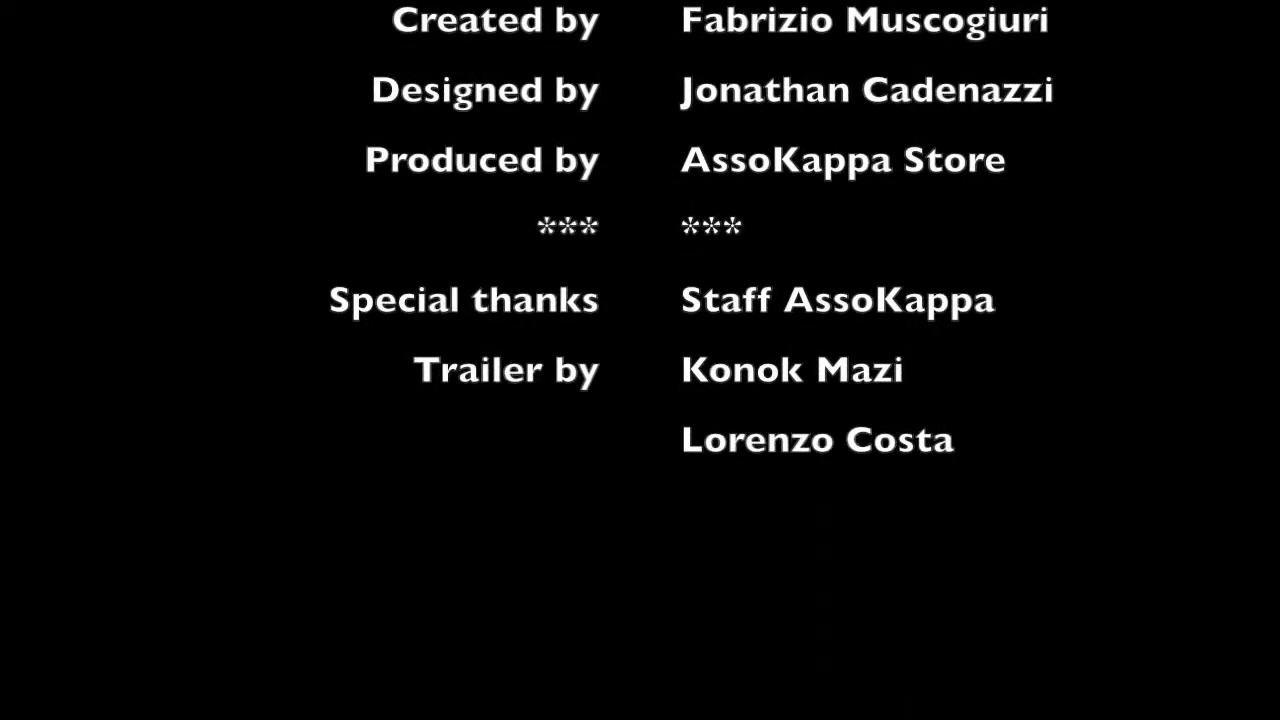 Created by Fabrizio Muscogiuri
Designed by Jonathan Cadenazzi
Produced by AssoKappa Store
*** ***
Special thanks Staff AssoKappa
Trailer by Konok Mazi
Lorenzo Costa